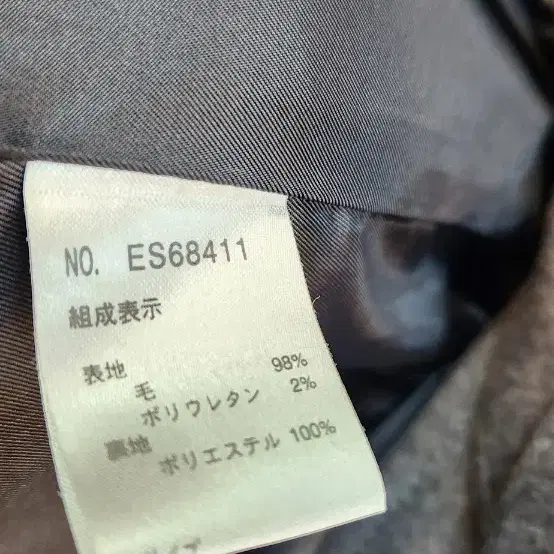 NO. ES68411
組成表示
表地
毛 98%
ポリウレタン 2%
裏地
ポリエステル 100%